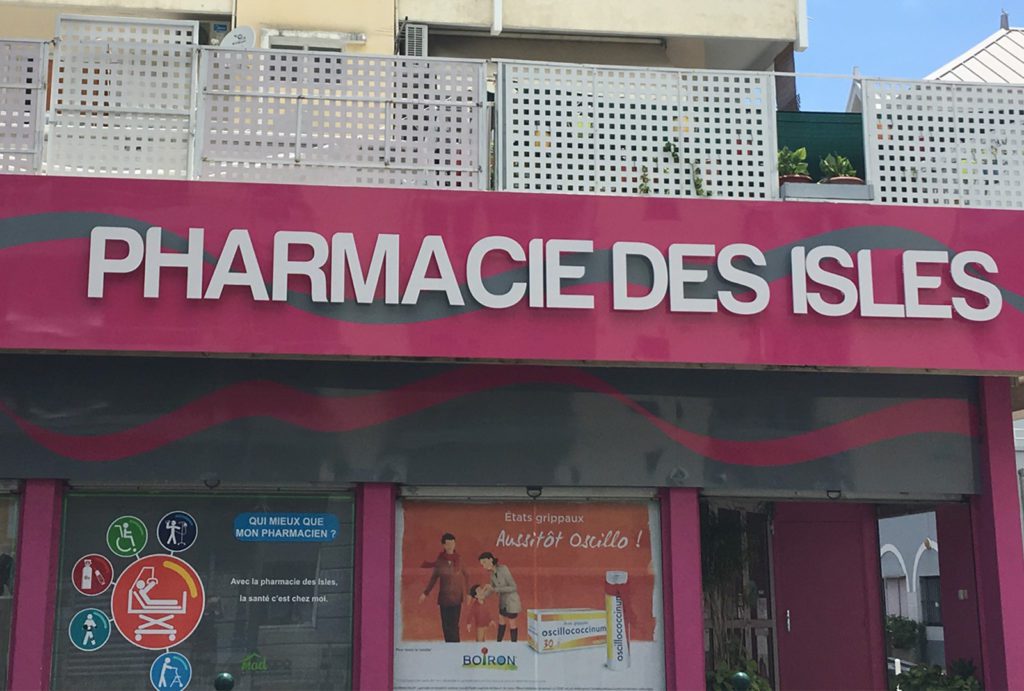 PHARMACIE DES ISLES
QUI MIEUX QUE
MON PHARMACIEN ?
Avec la pharmacie des Isles,
la santé c'est chez moi.
Mad
États grippaux
Aussitôt Oscillo !
oscillococcinum
30
oscillococcinum
BOIRON